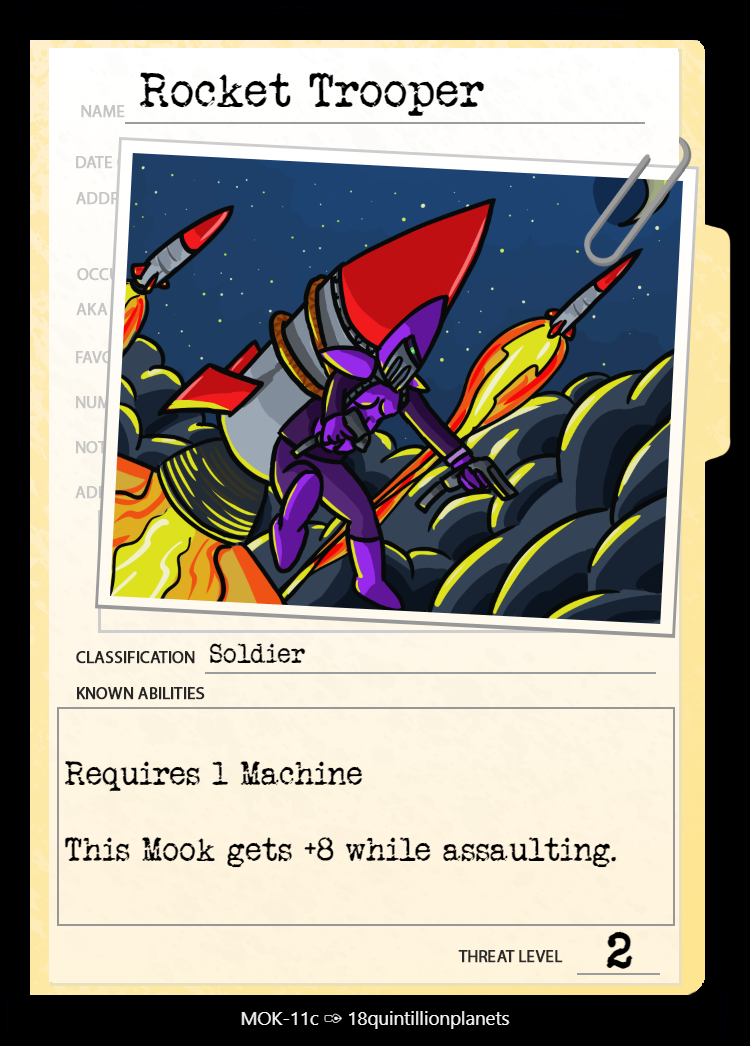 NAME Rocket Trooper
DATE
ADDR
OCCU
AKA
FAVO
NUM
NOT
ADD
CLASSIFICATION Soldier
KNOWN ABILITIES
Requires 1 Machine
This Mook gets +8 while assaulting.
THREAT LEVEL 2
MOK-11c ✑ 18quintillionplanets